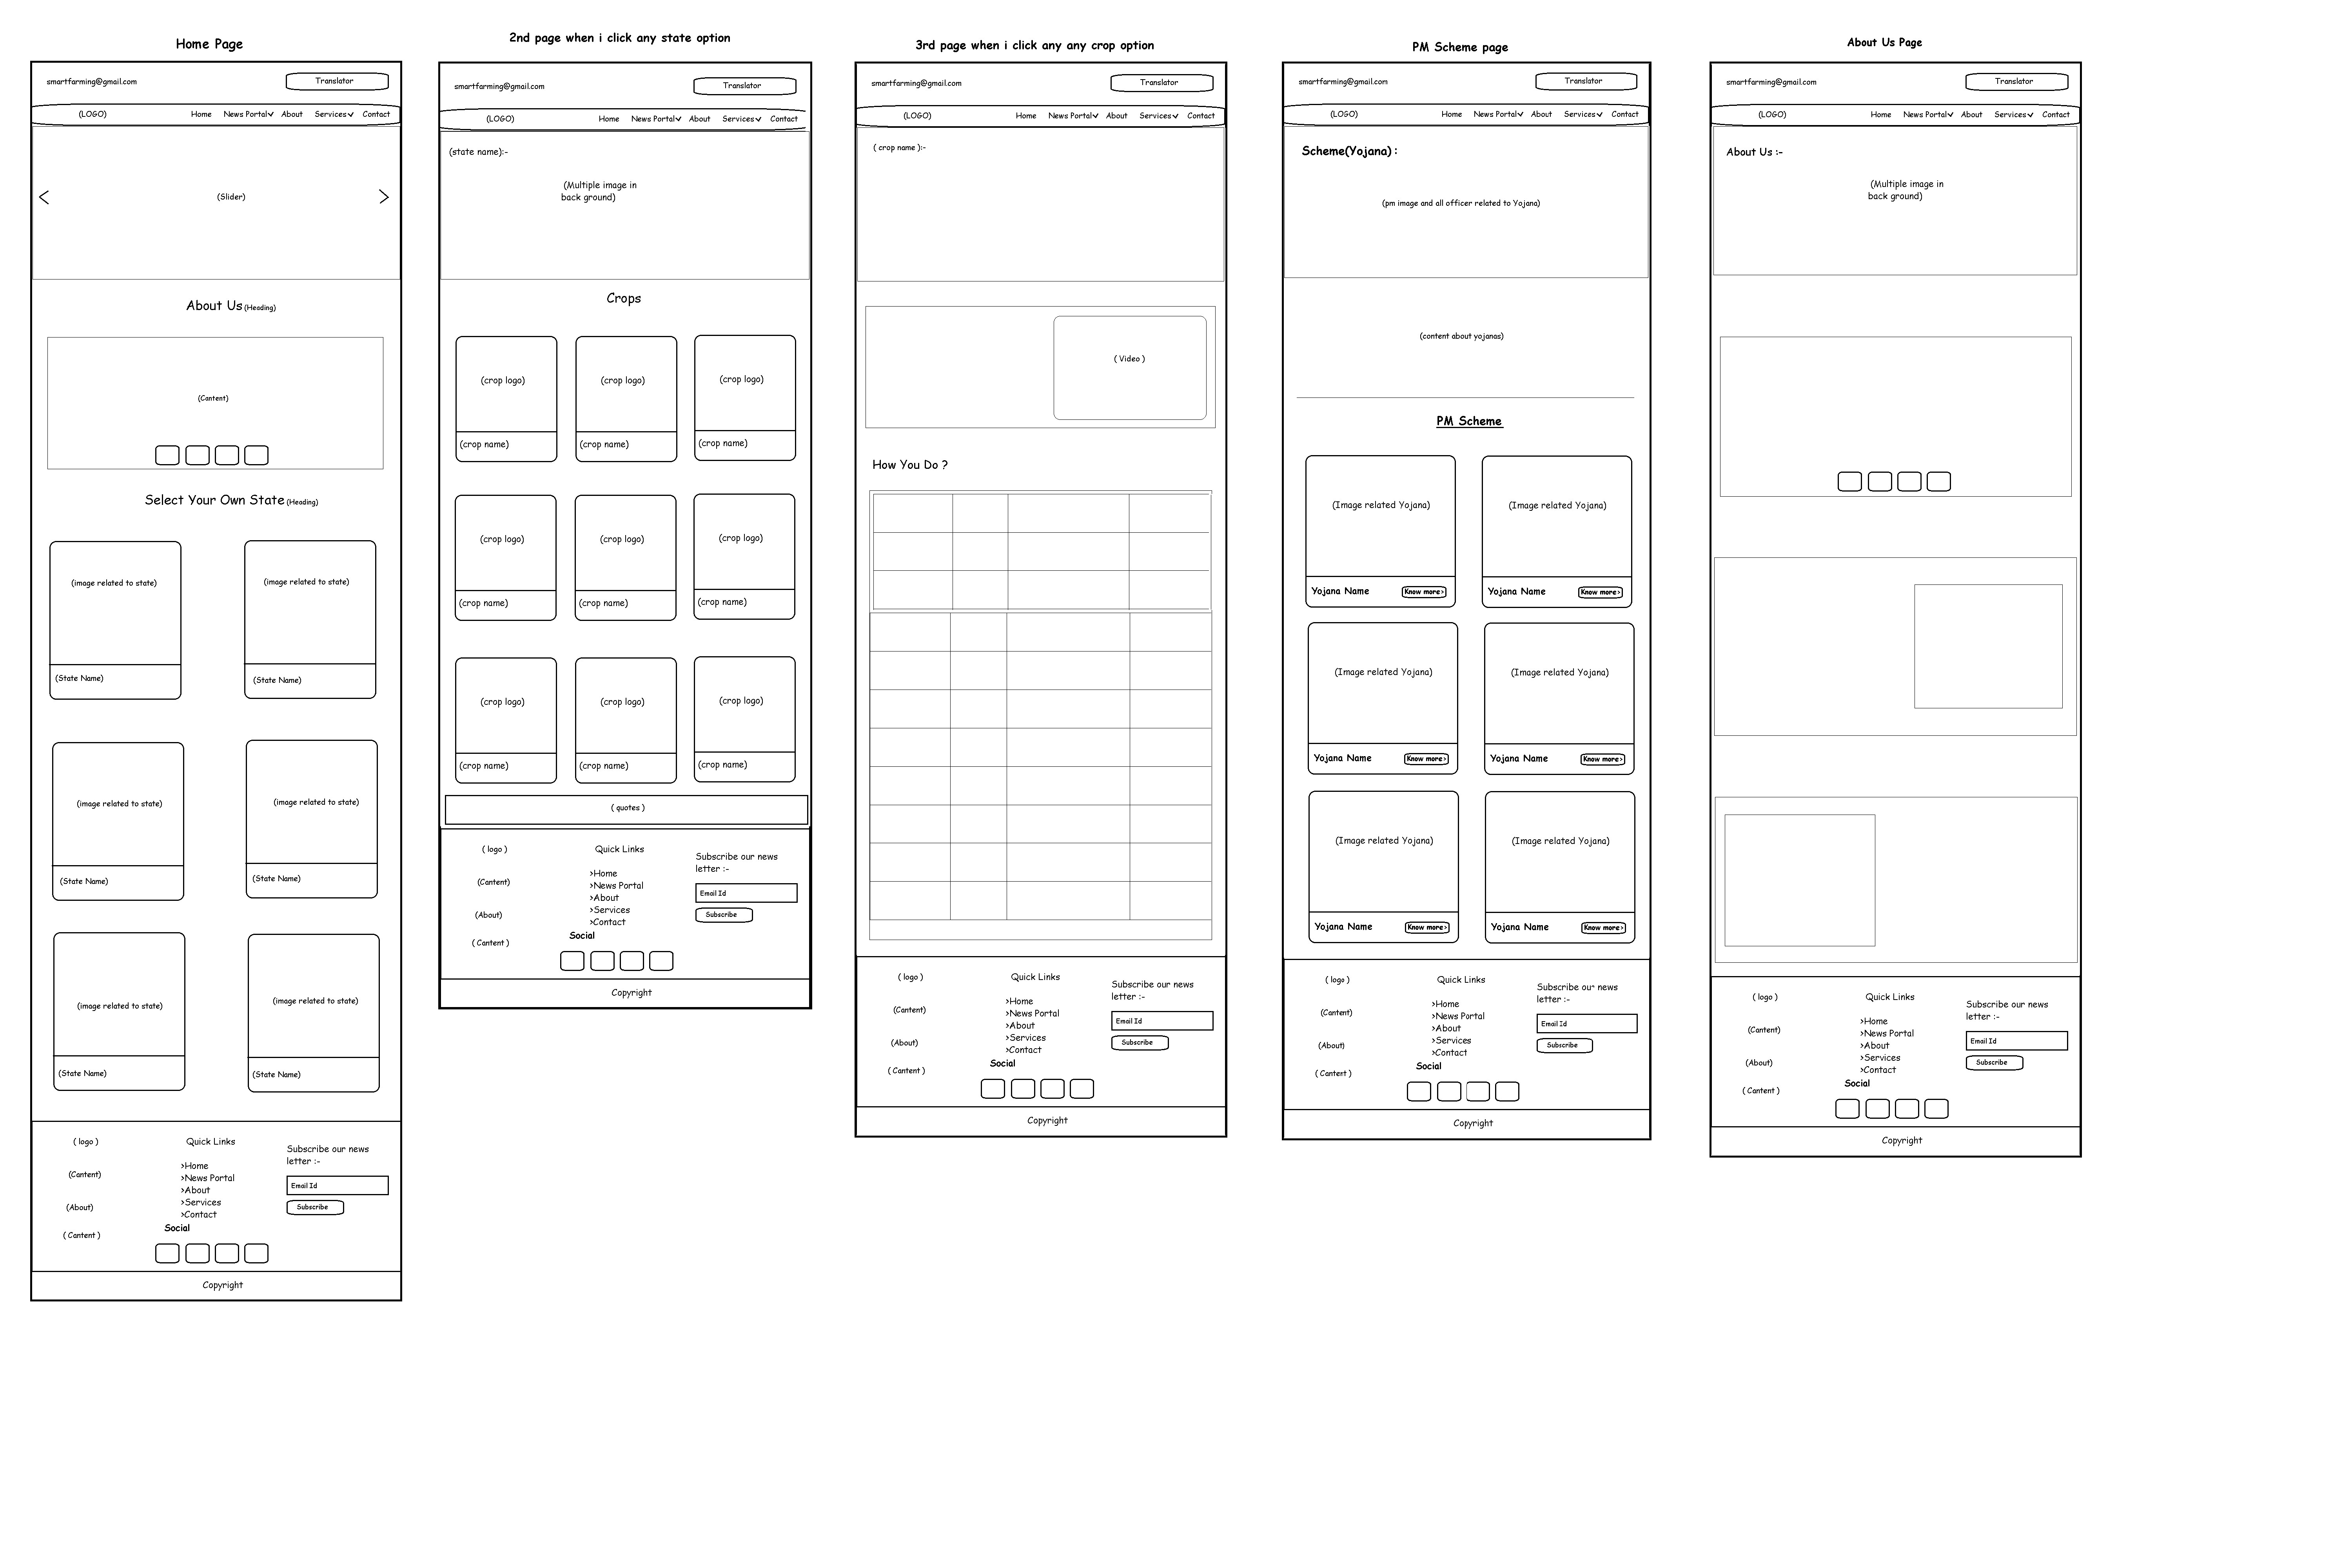 Home Page
smartfarming@gmail.com
Translator
(LOGO)
Home
News Portal
About
Services
Contact
(Slider)
About Us (Heading)
(Cantent)
Select Your Own State (Heading)
(image related to state)
(image related to state)
(State Name)
(State Name)
(image related to state)
(image related to state)
(State Name)
(State Name)
(image related to state)
(image related to state)
(State Name)
(State Name)
( logo )
(Cantent)
(About)
( Cantent )
Quick Links
>Home
>News Portal
>About
>Services
>Contact
Social
Subscribe our news
letter :-
Email Id
Subscribe
Copyright
2nd page when i click any state option
smartfarming@gmail.com
Translator
(LOGO)
Home
News Portal
About
Services
Contact
(state name):-
(Multiple image in
back ground)
Crops
(crop logo)
(crop logo)
(crop logo)
(crop name)
(crop name)
(crop name)
(crop logo)
(crop logo)
(crop logo)
(crop name)
(crop name)
(crop name)
(crop logo)
(crop logo)
(crop logo)
(crop name)
(crop name)
(crop name)
( quotes )
( logo )
(Cantent)
(About)
( Cantent )
Quick Links
>Home
>News Portal
>About
>Services
>Contact
Social
Subscribe our news
letter :-
Email Id
Subscribe
Copyright
3rd page when i click any any crop option
smartfarming@gmail.com
Translator
(LOGO)
Home
News Portal
About
Services
Contact
( crop name ):-
( Video )
How You Do ?
( logo )
(Cantent)
(About)
( Cantent )
Quick Links
>Home
>News Portal
>About
>Services
>Contact
Social
Subscribe our news
letter :-
Email Id
Subscribe
Copyright
PM Scheme page
smartfarming@gmail.com
Translator
(LOGO)
Home
News Portal
About
Services
Contact
Scheme(Yojana) :
(pm image and all officer related to Yojana)
(content about yojanas)
PM Scheme
(Image related Yojana)
(Image related Yojana)
Yojana Name
Know more>
Yojana Name
Know more>
(Image related Yojana)
(Image related Yojana)
Yojana Name
Know more>
Yojana Name
Know more>
(Image related Yojana)
(Image related Yojana)
Yojana Name
Know more>
Yojana Name
Know more>
( logo )
(Cantent)
(About)
( Cantent )
Quick Links
>Home
>News Portal
>About
>Services
>Contact
Social
Subscribe our news
letter :-
Email Id
Subscribe
Copyright
About Us Page
smartfarming@gmail.com
Translator
(LOGO)
Home
News Portal
About
Services
Contact
About Us :-
(Multiple image in
back ground)
( logo )
(Cantent)
(About)
( Cantent )
Quick Links
>Home
>News Portal
>About
>Services
>Contact
Social
Subscribe our news
letter :-
Email Id
Subscribe
Copyright